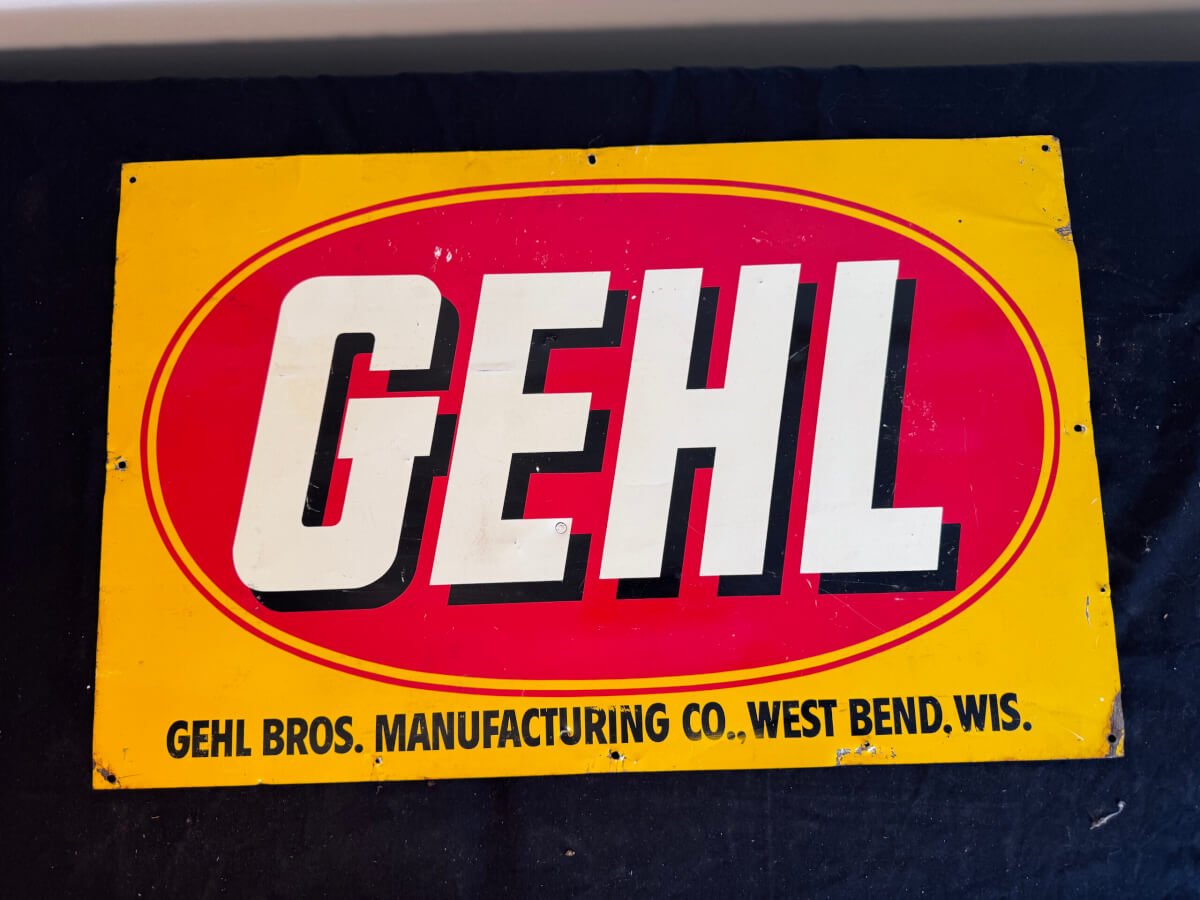 GEHL
GEHL BROS. MANUFACTURING CO., WEST BEND, WIS.